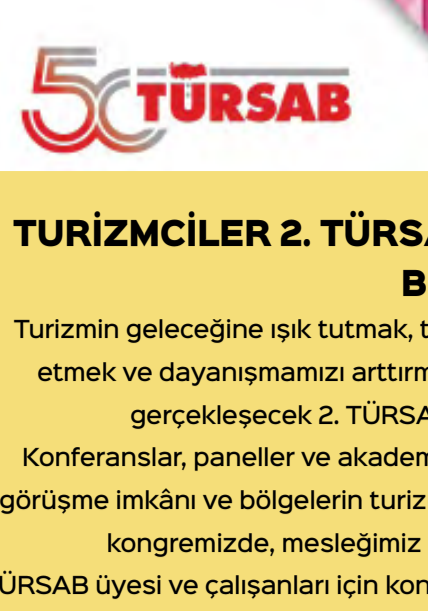 50 TÜRSAB
TURİZMCİLER 2. TÜRSA
B
Turizmin geleceğine ışık tutmak, t
etmek ve dayanışmamızı arttırm
gerçekleşecek 2. TÜRSA
Konferanslar, paneller ve akadem
görüşme imkânı ve bölgelerin turiz
kongremizde, mesleğimiz
ÜRSAB üyesi ve çalışanları için kon